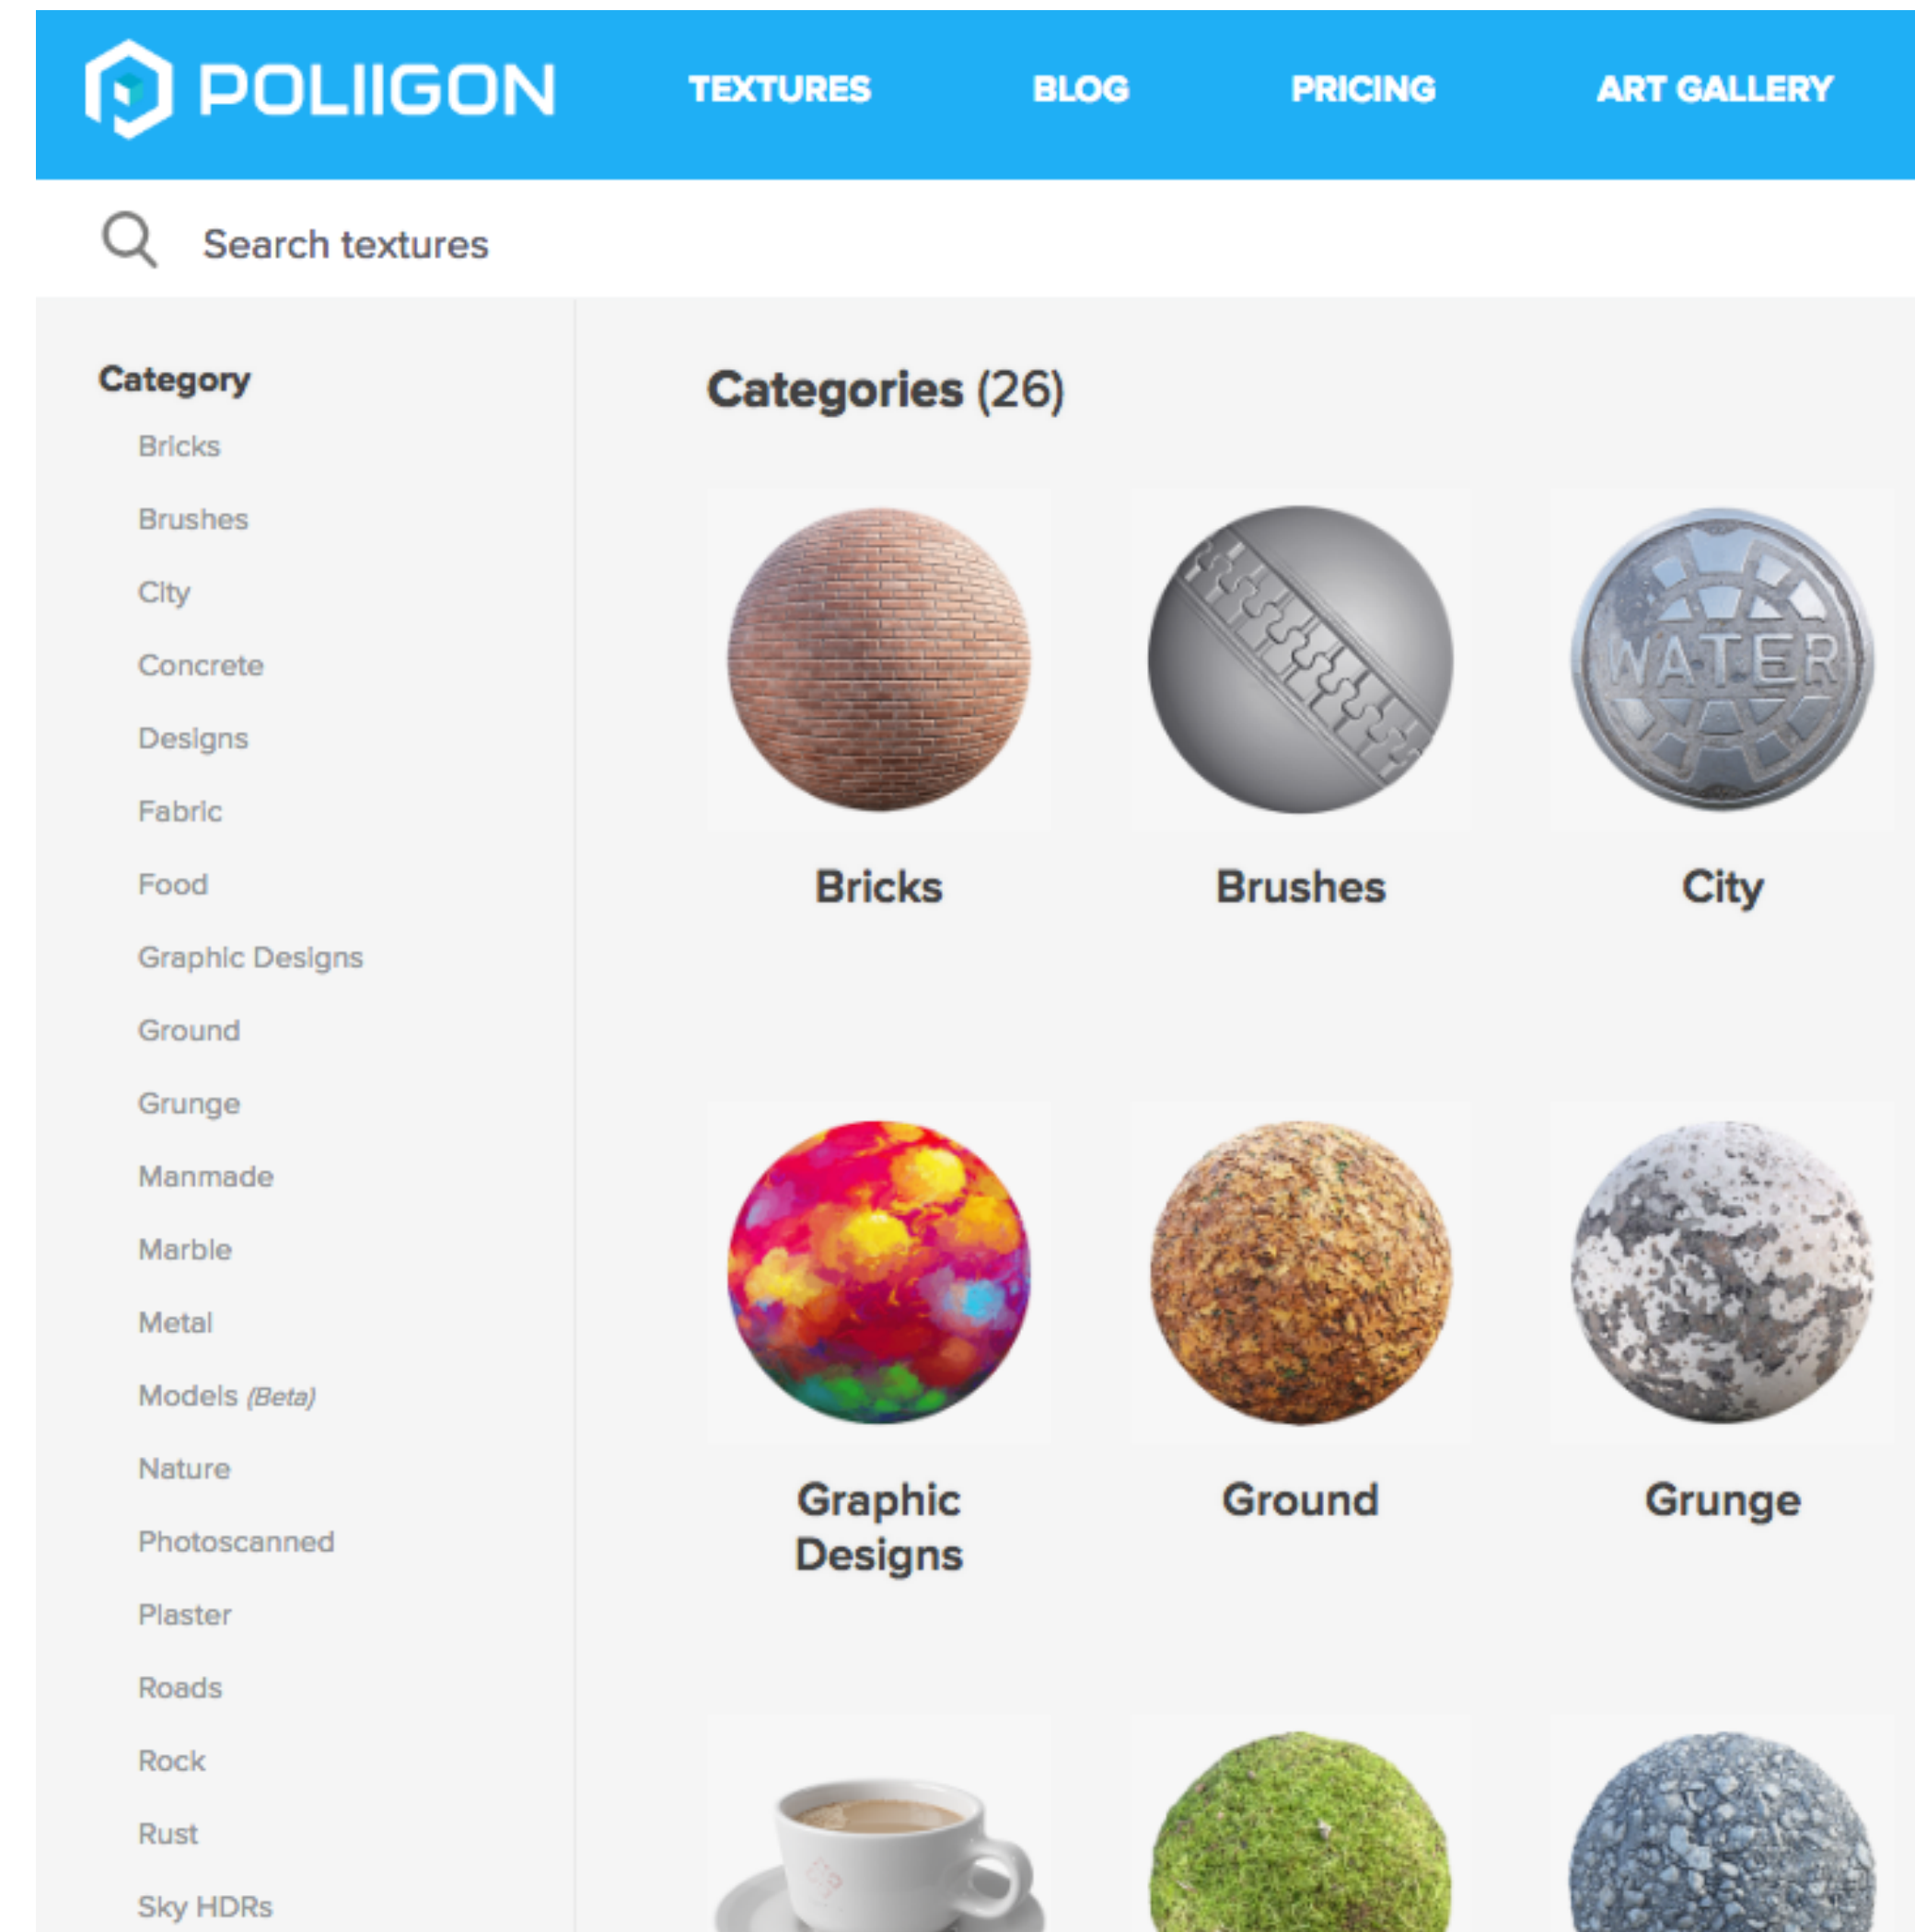 POLIIGON
TEXTURES
BLOG
PRICING
ART GALLERY
Search textures
Category
Bricks
Brushes
City
Concrete
Designs
Fabric
Food
Graphic Designs
Ground
Grunge
Manmade
Marble
Metal
Models (Beta)
Nature
Photoscanned
Plaster
Roads
Rock
Rust
Sky HDRs
Categories (26)
WATER
Bricks
Brushes
City
Graphic
Designs
Ground
Grunge